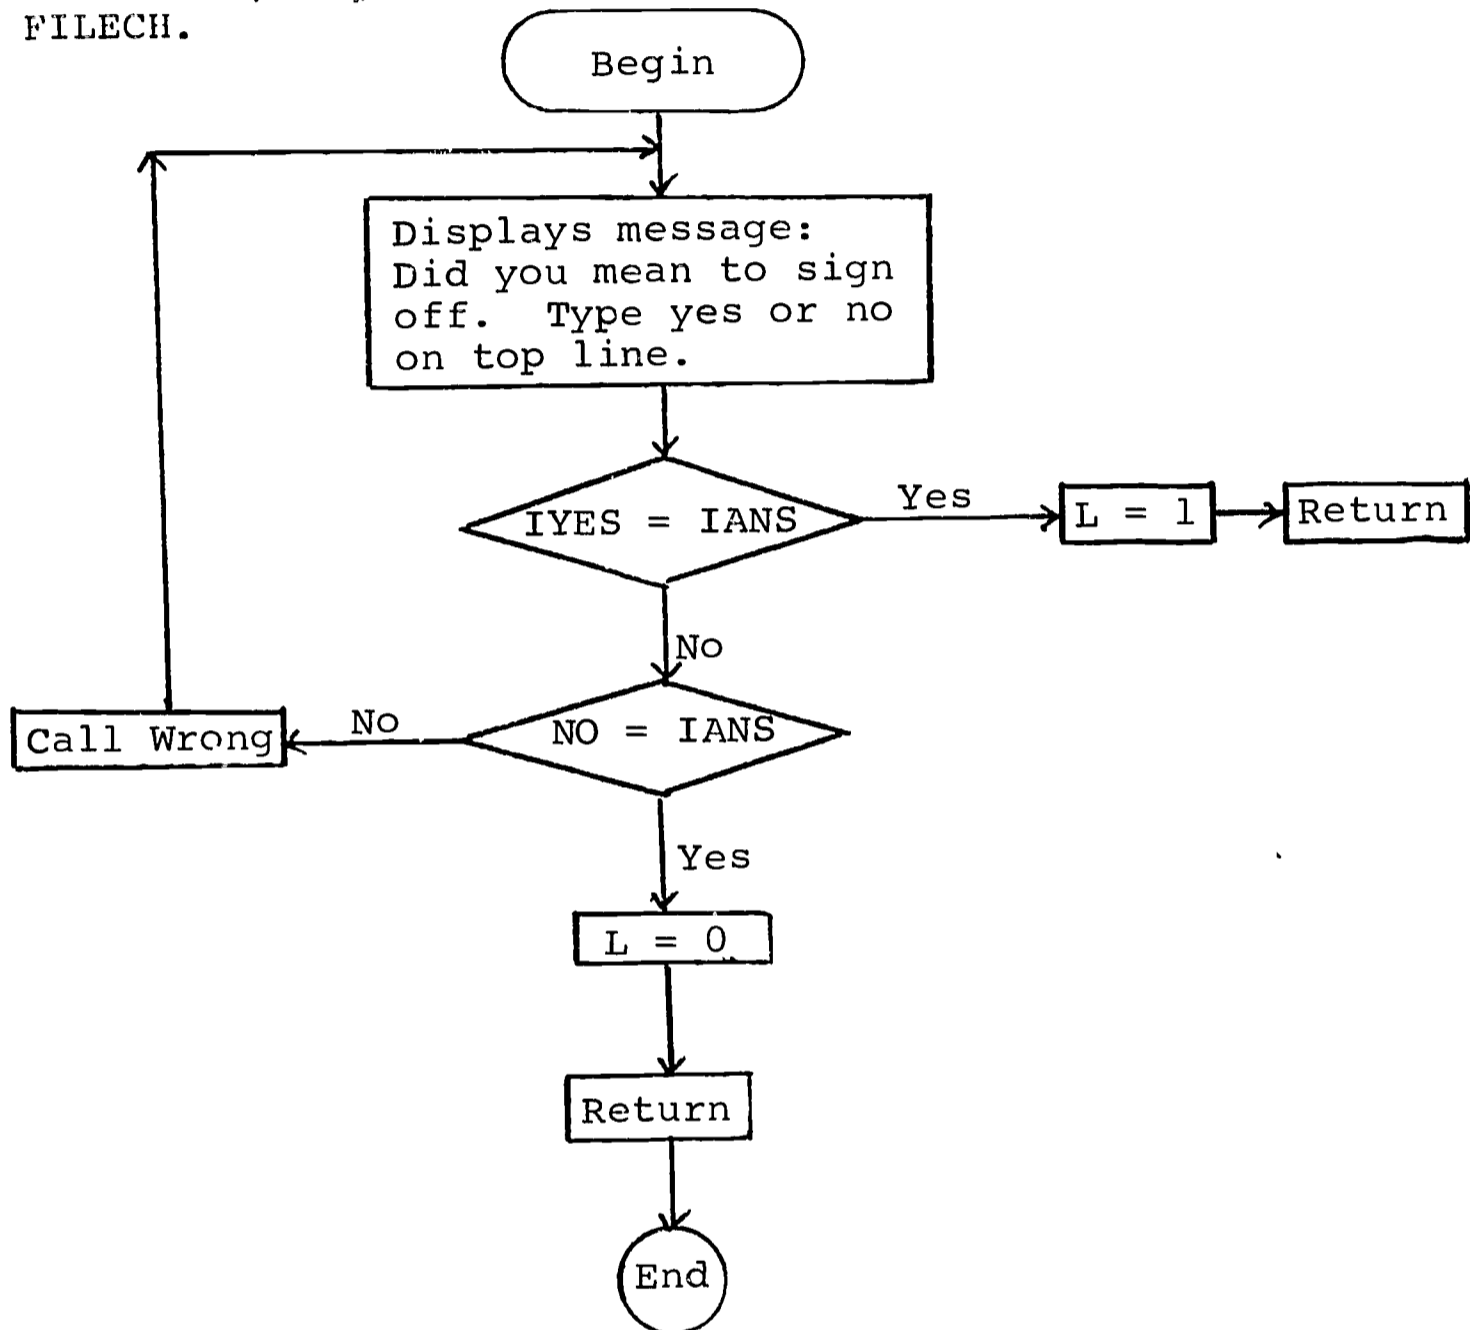 FILECH.
Begin
Displays message:
Did you mean to sign
off. Type yes or no
on top line.
IYES = IANS
Yes
L = 1
Return
No
NO = IANS
No
Call Wrong
Yes
L = 0
Return
End